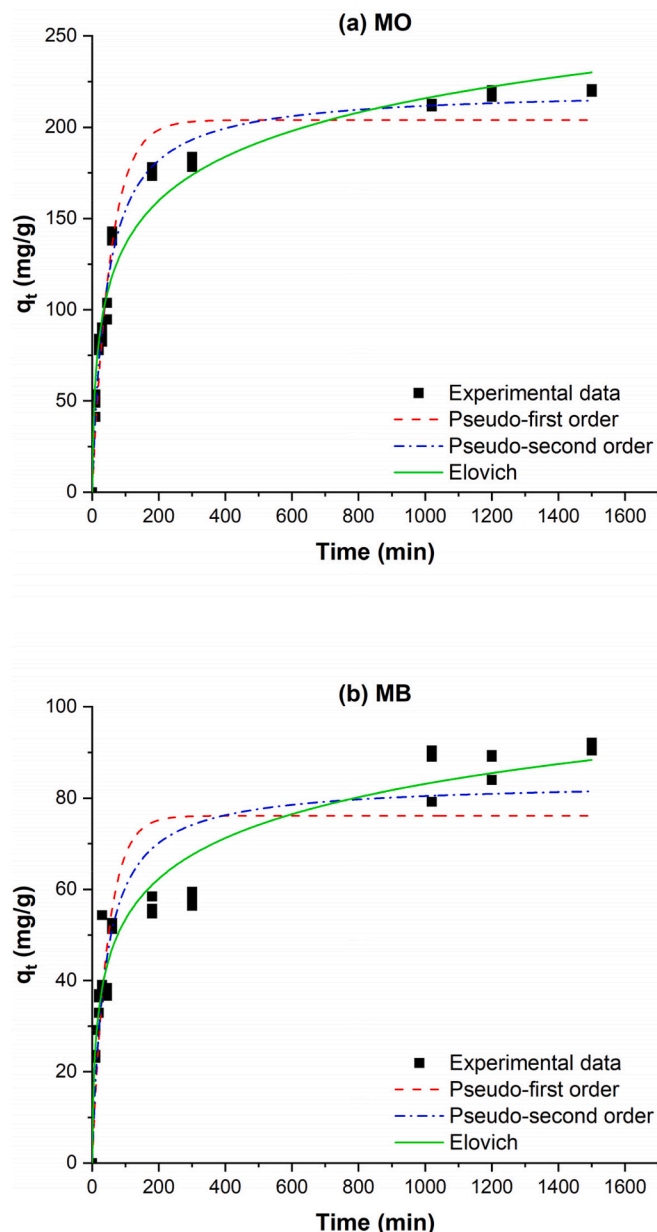 (a) MO
250
200
150
100
50
0
q_t (mg/g)
Experimental data
Pseudo-first order
Pseudo-second order
Elovich
0 200 400 600 800 1000 1200 1400 1600
Time (min)
(b) MB
100
80
60
40
20
0
q_t (mg/g)
Experimental data
Pseudo-first order
Pseudo-second order
Elovich
0 200 400 600 800 1000 1200 1400 1600
Time (min)